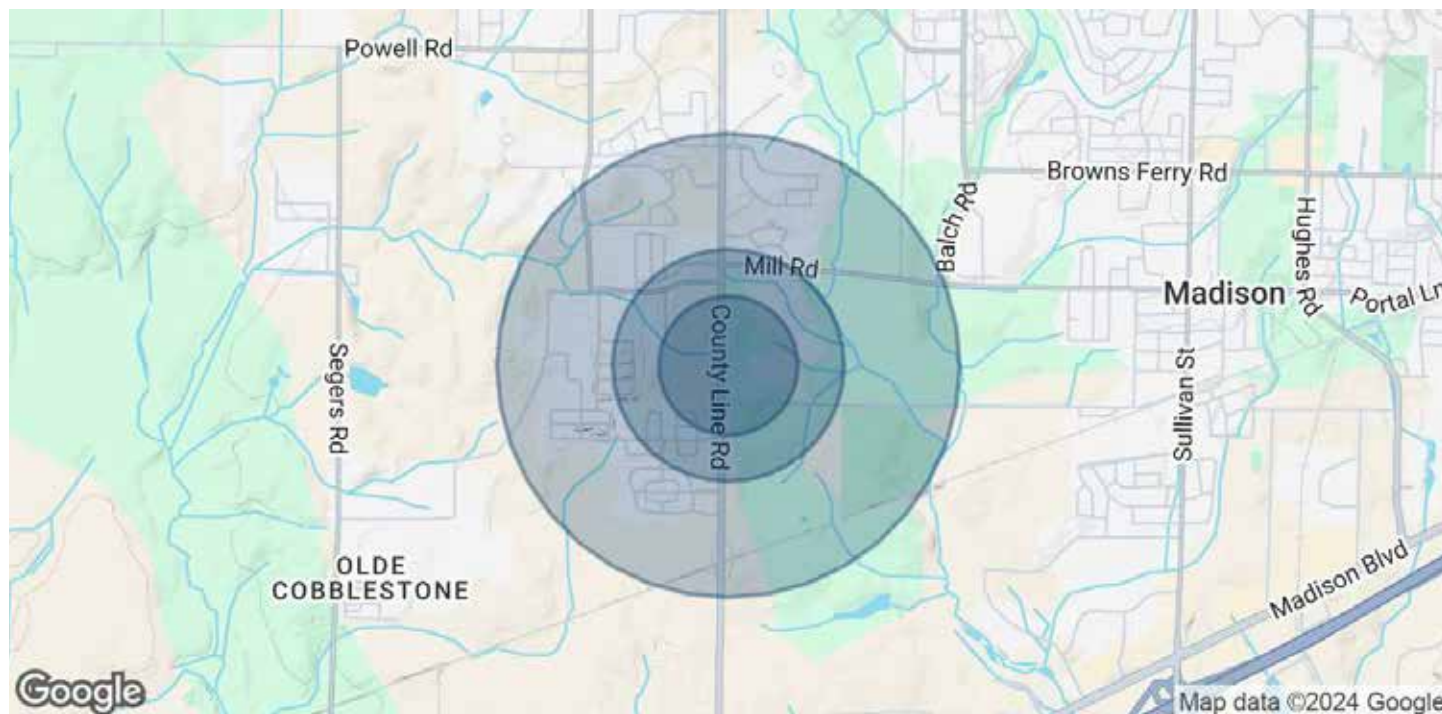 Powell Rd
Browns Ferry Rd
Balch Rd
Hughes Rd
Mill Rd
Madison
Portal Ln
County Line Rd
Segers Rd
Sullivan St
OLDE
COBBLESTONE
Madison Blvd
Google
Map data ©2024 Google